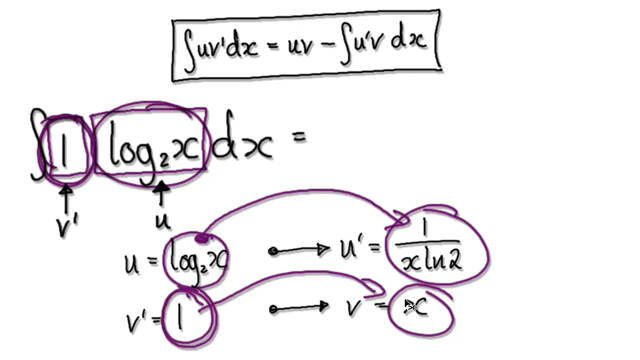 ∫uv'dx = uv − ∫u'v dx
∫ 1 log₂x dx =
v' u
u = log₂x → u' = 1/(x ln2)
v' = 1 → v = x